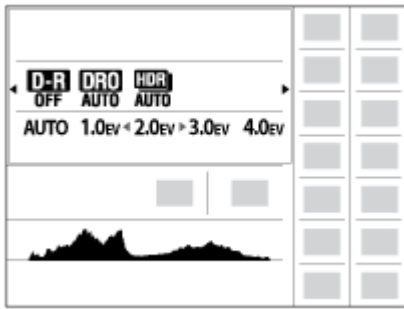 D-R DRO HDR
OFF AUTO AUTO
AUTO 1.0EV 2.0EV 3.0EV 4.0EV